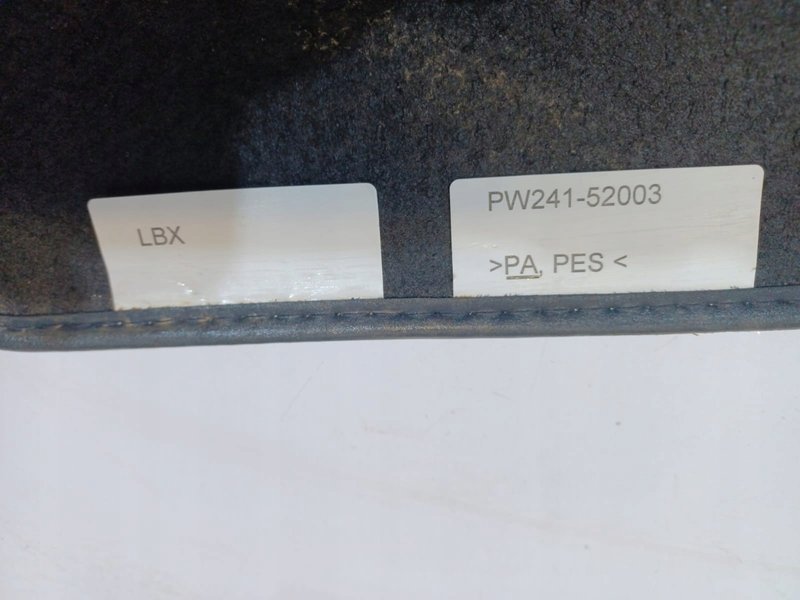 LBX
PW241-52003
>PA, PES <